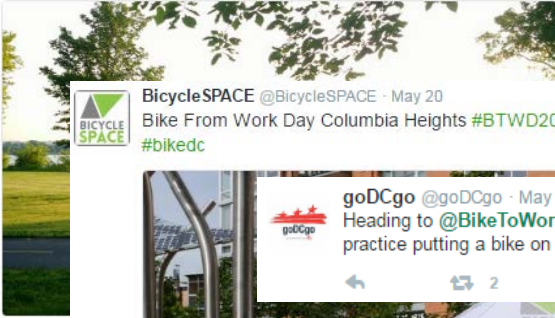 BicycleSPACE @BicycleSPACE · May 20
BICYCLE
SPACE
Bike From Work Day Columbia Heights #BTWD20
#bikedc
goDCgo @goDCgo · May
goDCgo
Heading to @BikeToWor
practice putting a bike on
2